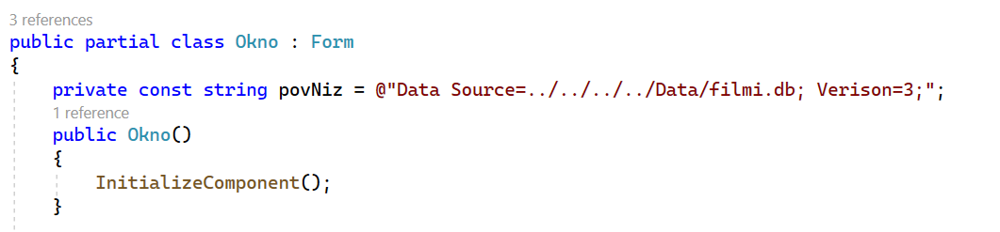 3 references
public partial class Okno : Form
{
private const string povNiz = @"Data Source=../../../../Data/filmi.db; Verison=3;";
1 reference
public Okno()
{
InitializeComponent();
}